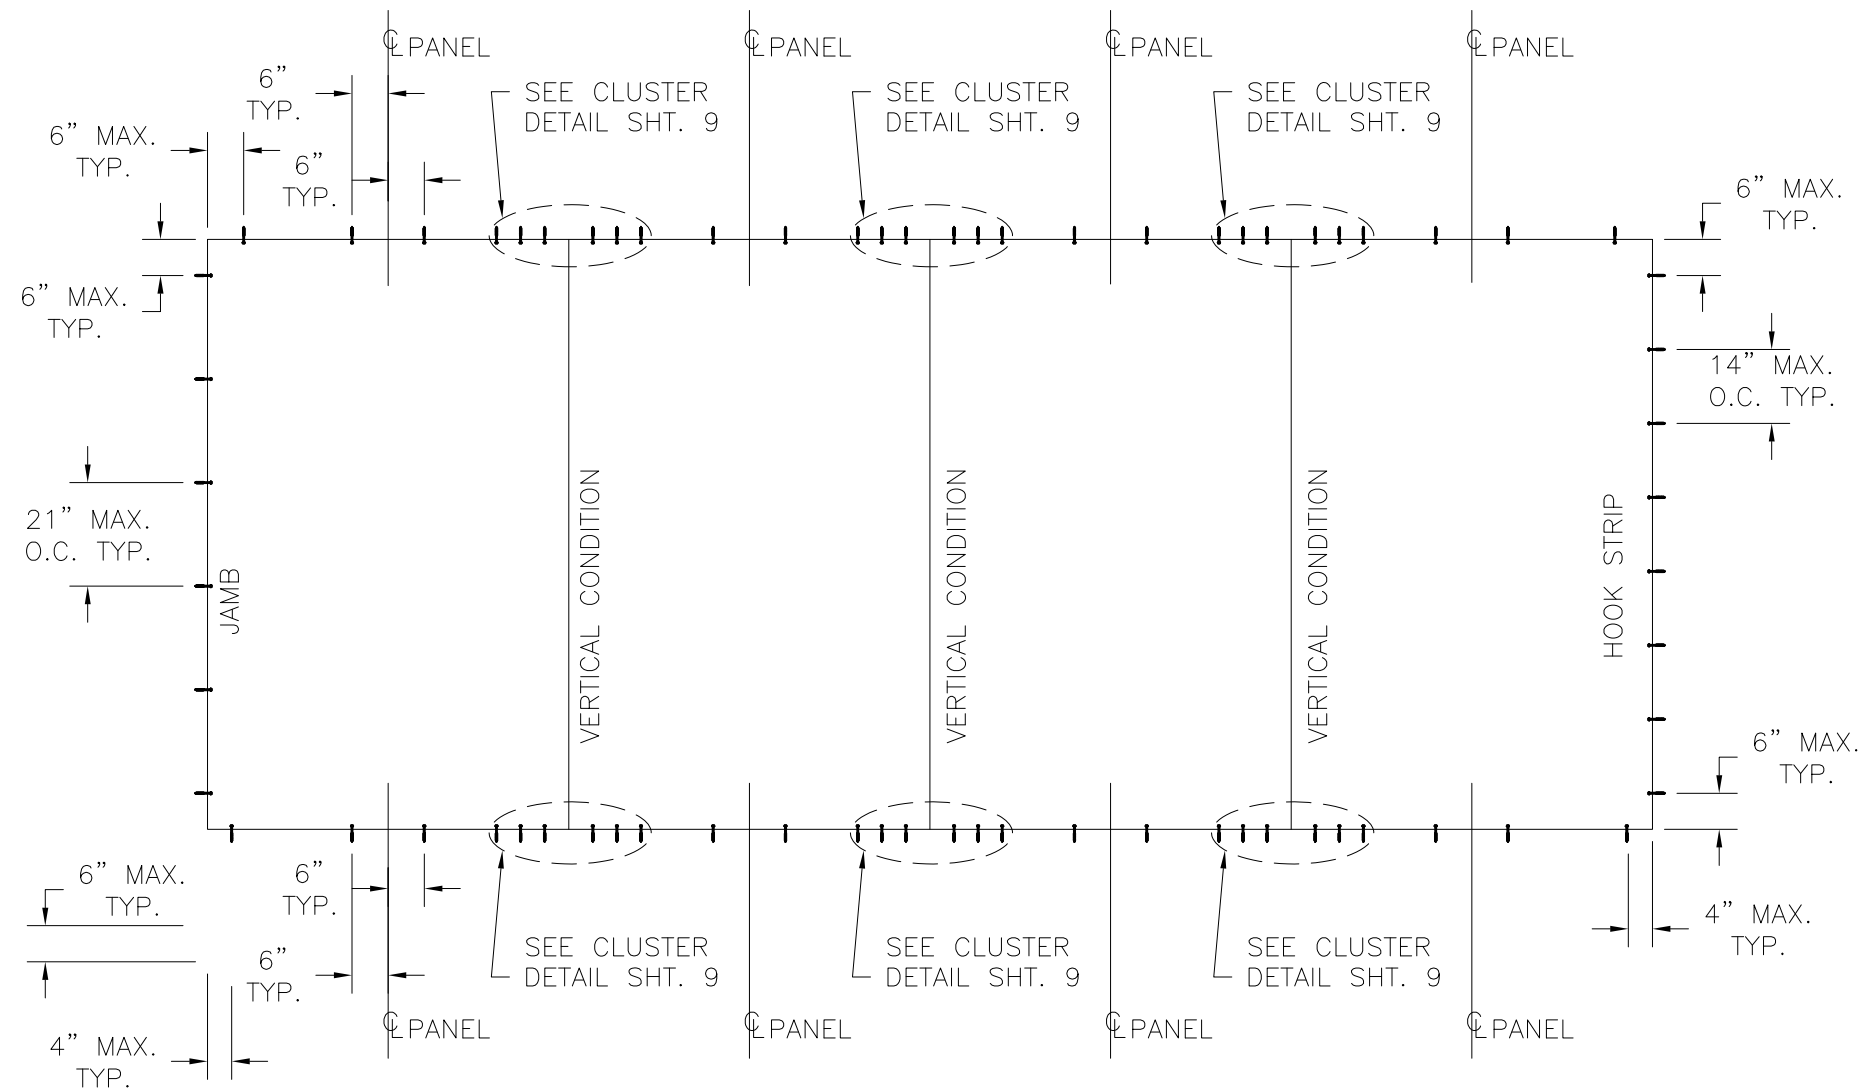 ℄ PANEL
℄ PANEL
℄ PANEL
℄ PANEL
6"
TYP.
SEE CLUSTER
DETAIL SHT. 9
SEE CLUSTER
DETAIL SHT. 9
SEE CLUSTER
DETAIL SHT. 9
6" MAX.
TYP.
6"
TYP.
6" MAX.
TYP.
6" MAX.
TYP.
14" MAX.
O.C. TYP.
21" MAX.
O.C. TYP.
JAMB
VERTICAL CONDITION
VERTICAL CONDITION
VERTICAL CONDITION
HOOK STRIP
6" MAX.
TYP.
6" MAX.
TYP.
6"
TYP.
4" MAX.
TYP.
6"
TYP.
SEE CLUSTER
DETAIL SHT. 9
SEE CLUSTER
DETAIL SHT. 9
SEE CLUSTER
DETAIL SHT. 9
℄ PANEL
℄ PANEL
℄ PANEL
℄ PANEL
4" MAX.
TYP.